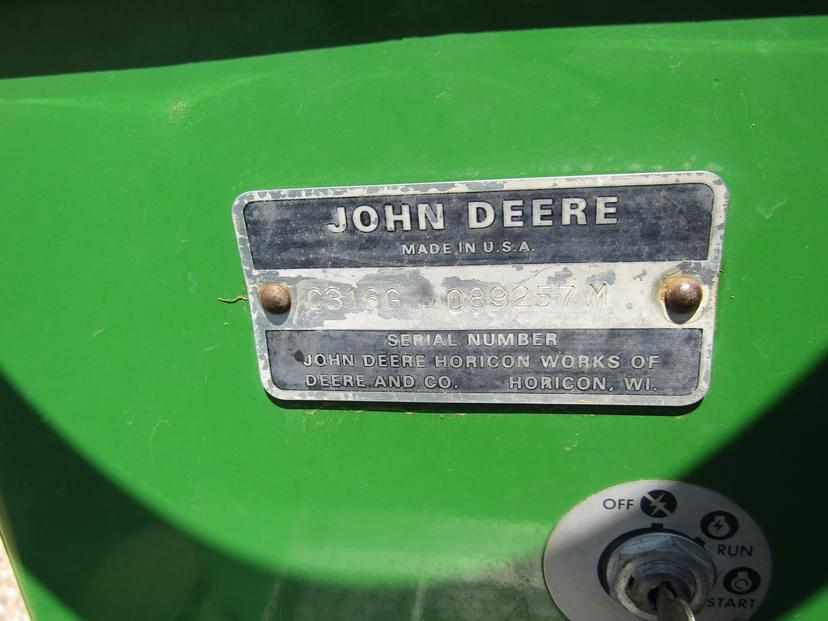 JOHN DEERE
MADE IN U.S.A.
C316G 089257 M
SERIAL NUMBER
JOHN DEERE HORICON WORKS OF
DEERE AND CO. HORICON, WI.
OFF
RUN
START